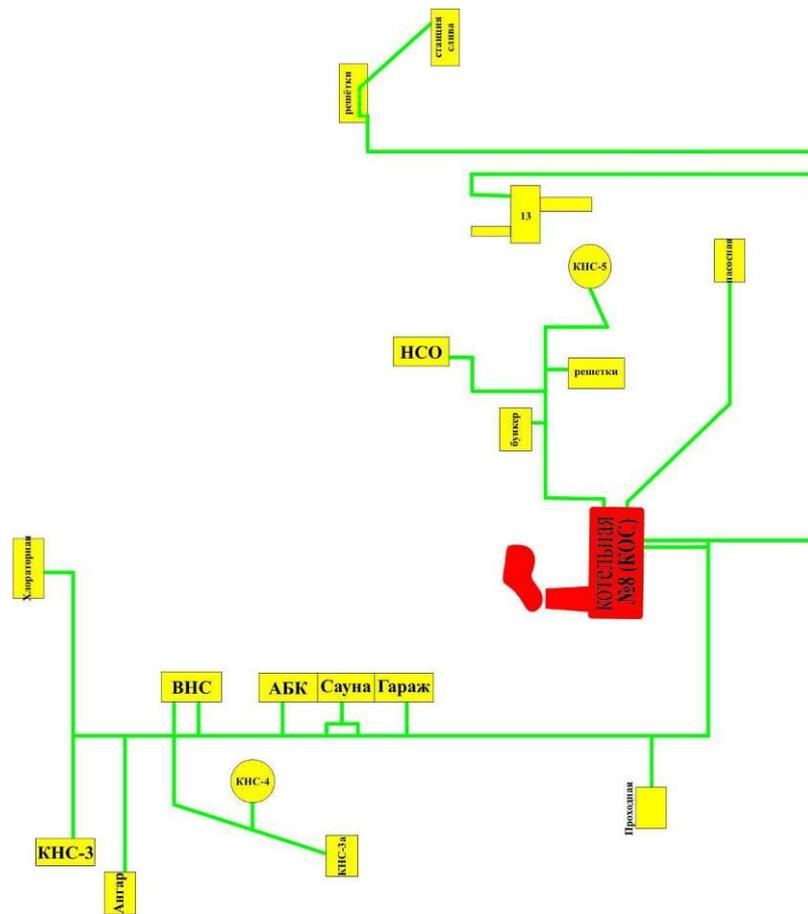 станция
слива
решётки
13
КНС-5
насосная
НСО
решетки
бункер
котельная
№8 (КОС)
Хлораторная
ВНС
АБК
Сауна
Гараж
КНС-4
Проходная
КНС-3
КНС-3а
Ангар